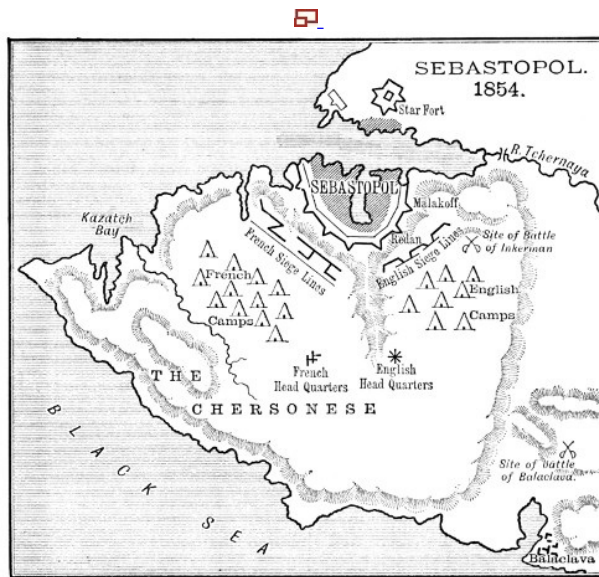 SEBASTOPOL.
1854.
Star Fort
R. Tchernaya
SEBASTOPOL
Malakoff
Kazatch
Bay
Redan
Site of Battle
of Inkerman
French Siege Lines
English Siege Lines
French
Camps
English
Camps
French
Head Quarters
English
Head Quarters
THE
CHERSONESE
BLACK SEA
Site of battle
of Balaclava.
Balaclava